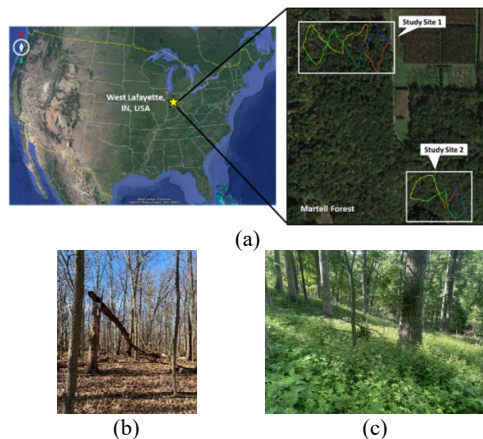 Study Site 1
West Lafayette,
IN, USA
Study Site 2
Martell Forest
(a)
(b)
(c)